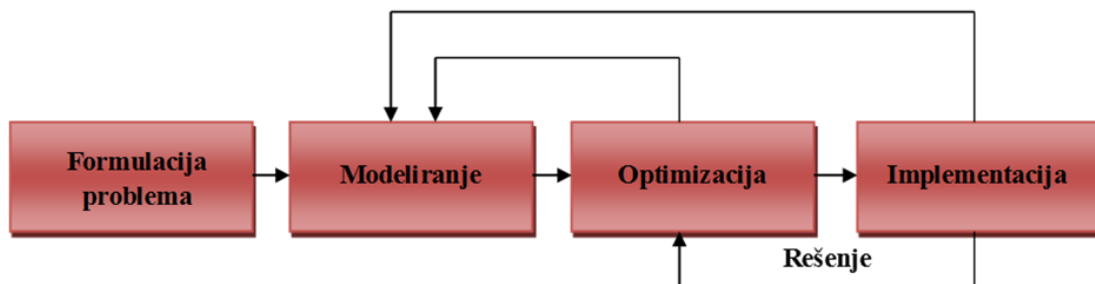 Formulacija
problema
Modeliranje
Optimizacija
Implementacija
Rešenje